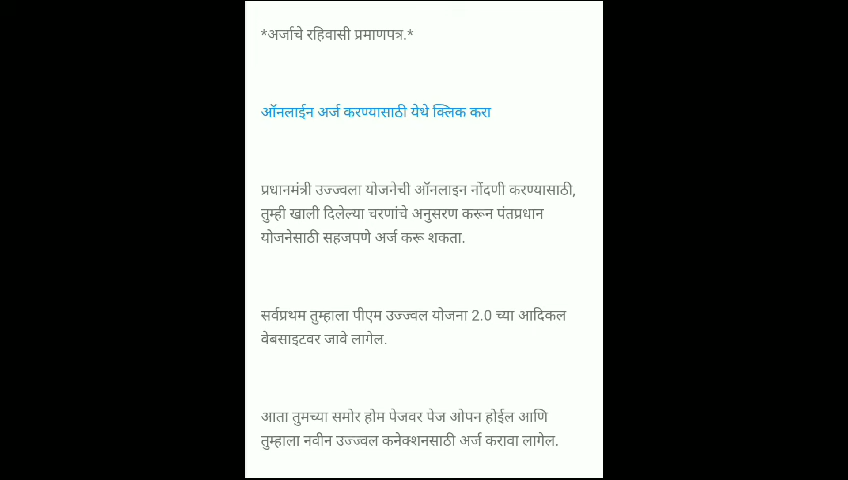 *अर्जाचे रहिवासी प्रमाणपत्र.*
ऑनलाईन अर्ज करण्यासाठी येथे क्लिक करा
प्रधानमंत्री उज्ज्वला योजनेची ऑनलाइन नोंदणी करण्यासाठी,
तुम्ही खाली दिलेल्या चरणांचे अनुसरण करून पंतप्रधान
योजनेसाठी सहजपणे अर्ज करू शकता.
सर्वप्रथम तुम्हाला पीएम उज्ज्वल योजना 2.0 च्या आदिकल
वेबसाइटवर जावे लागेल.
आता तुमच्या समोर होम पेजवर पेज ओपन होईल आणि
तुम्हाला नवीन उज्ज्वल कनेक्शनसाठी अर्ज करावा लागेल.